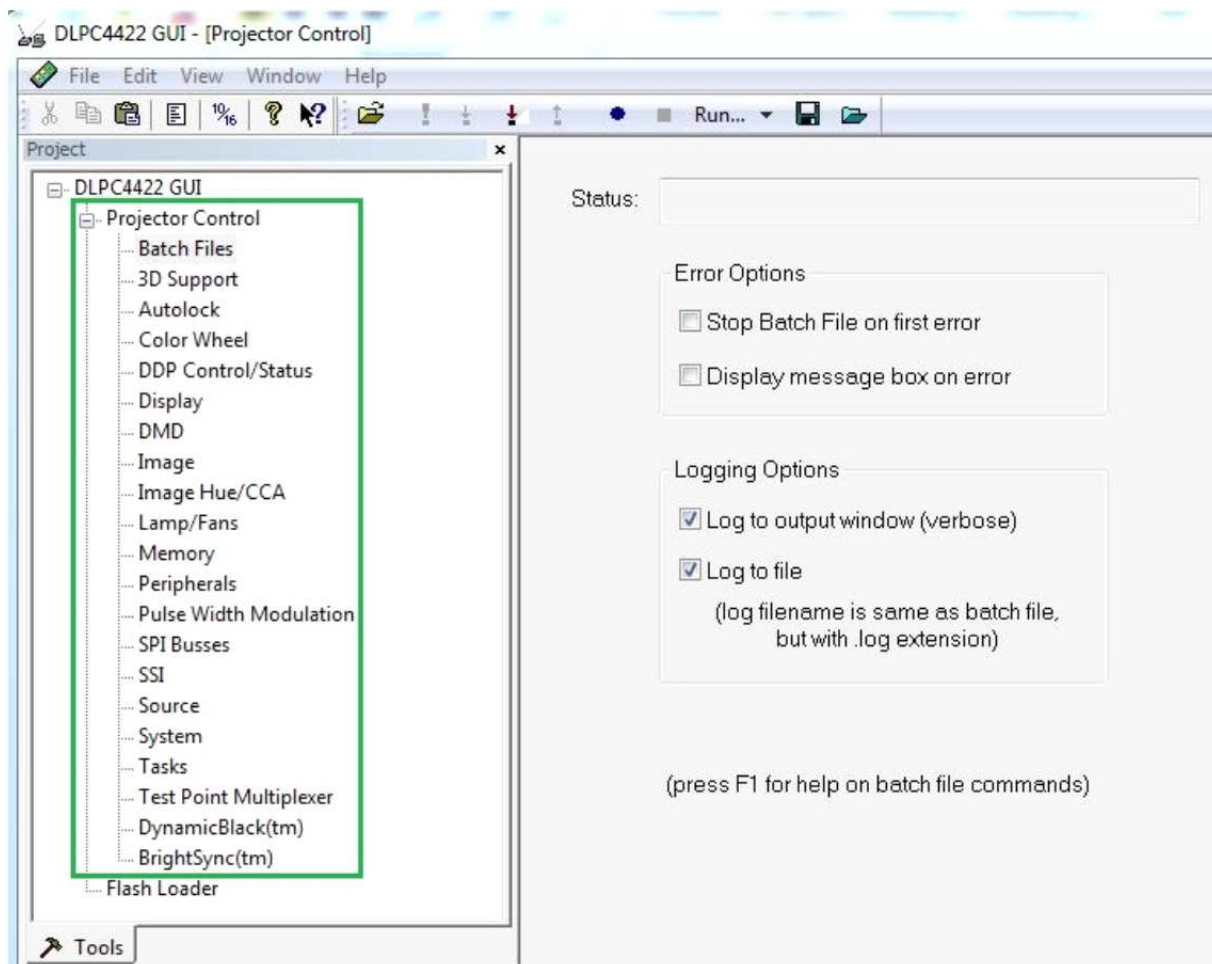 DLPC4422 GUI - [Projector Control]
File Edit View Window Help
10/16 Run...
Project
DLPC4422 GUI
Projector Control
Batch Files
3D Support
Autolock
Color Wheel
DDP Control/Status
Display
DMD
Image
Image Hue/CCA
Lamp/Fans
Memory
Peripherals
Pulse Width Modulation
SPI Busses
SSI
Source
System
Tasks
Test Point Multiplexer
DynamicBlack(tm)
BrightSync(tm)
Flash Loader
Tools
Status:
Error Options
Stop Batch File on first error
Display message box on error
Logging Options
Log to output window (verbose)
Log to file
(log filename is same as batch file,
but with .log extension)
(press F1 for help on batch file commands)